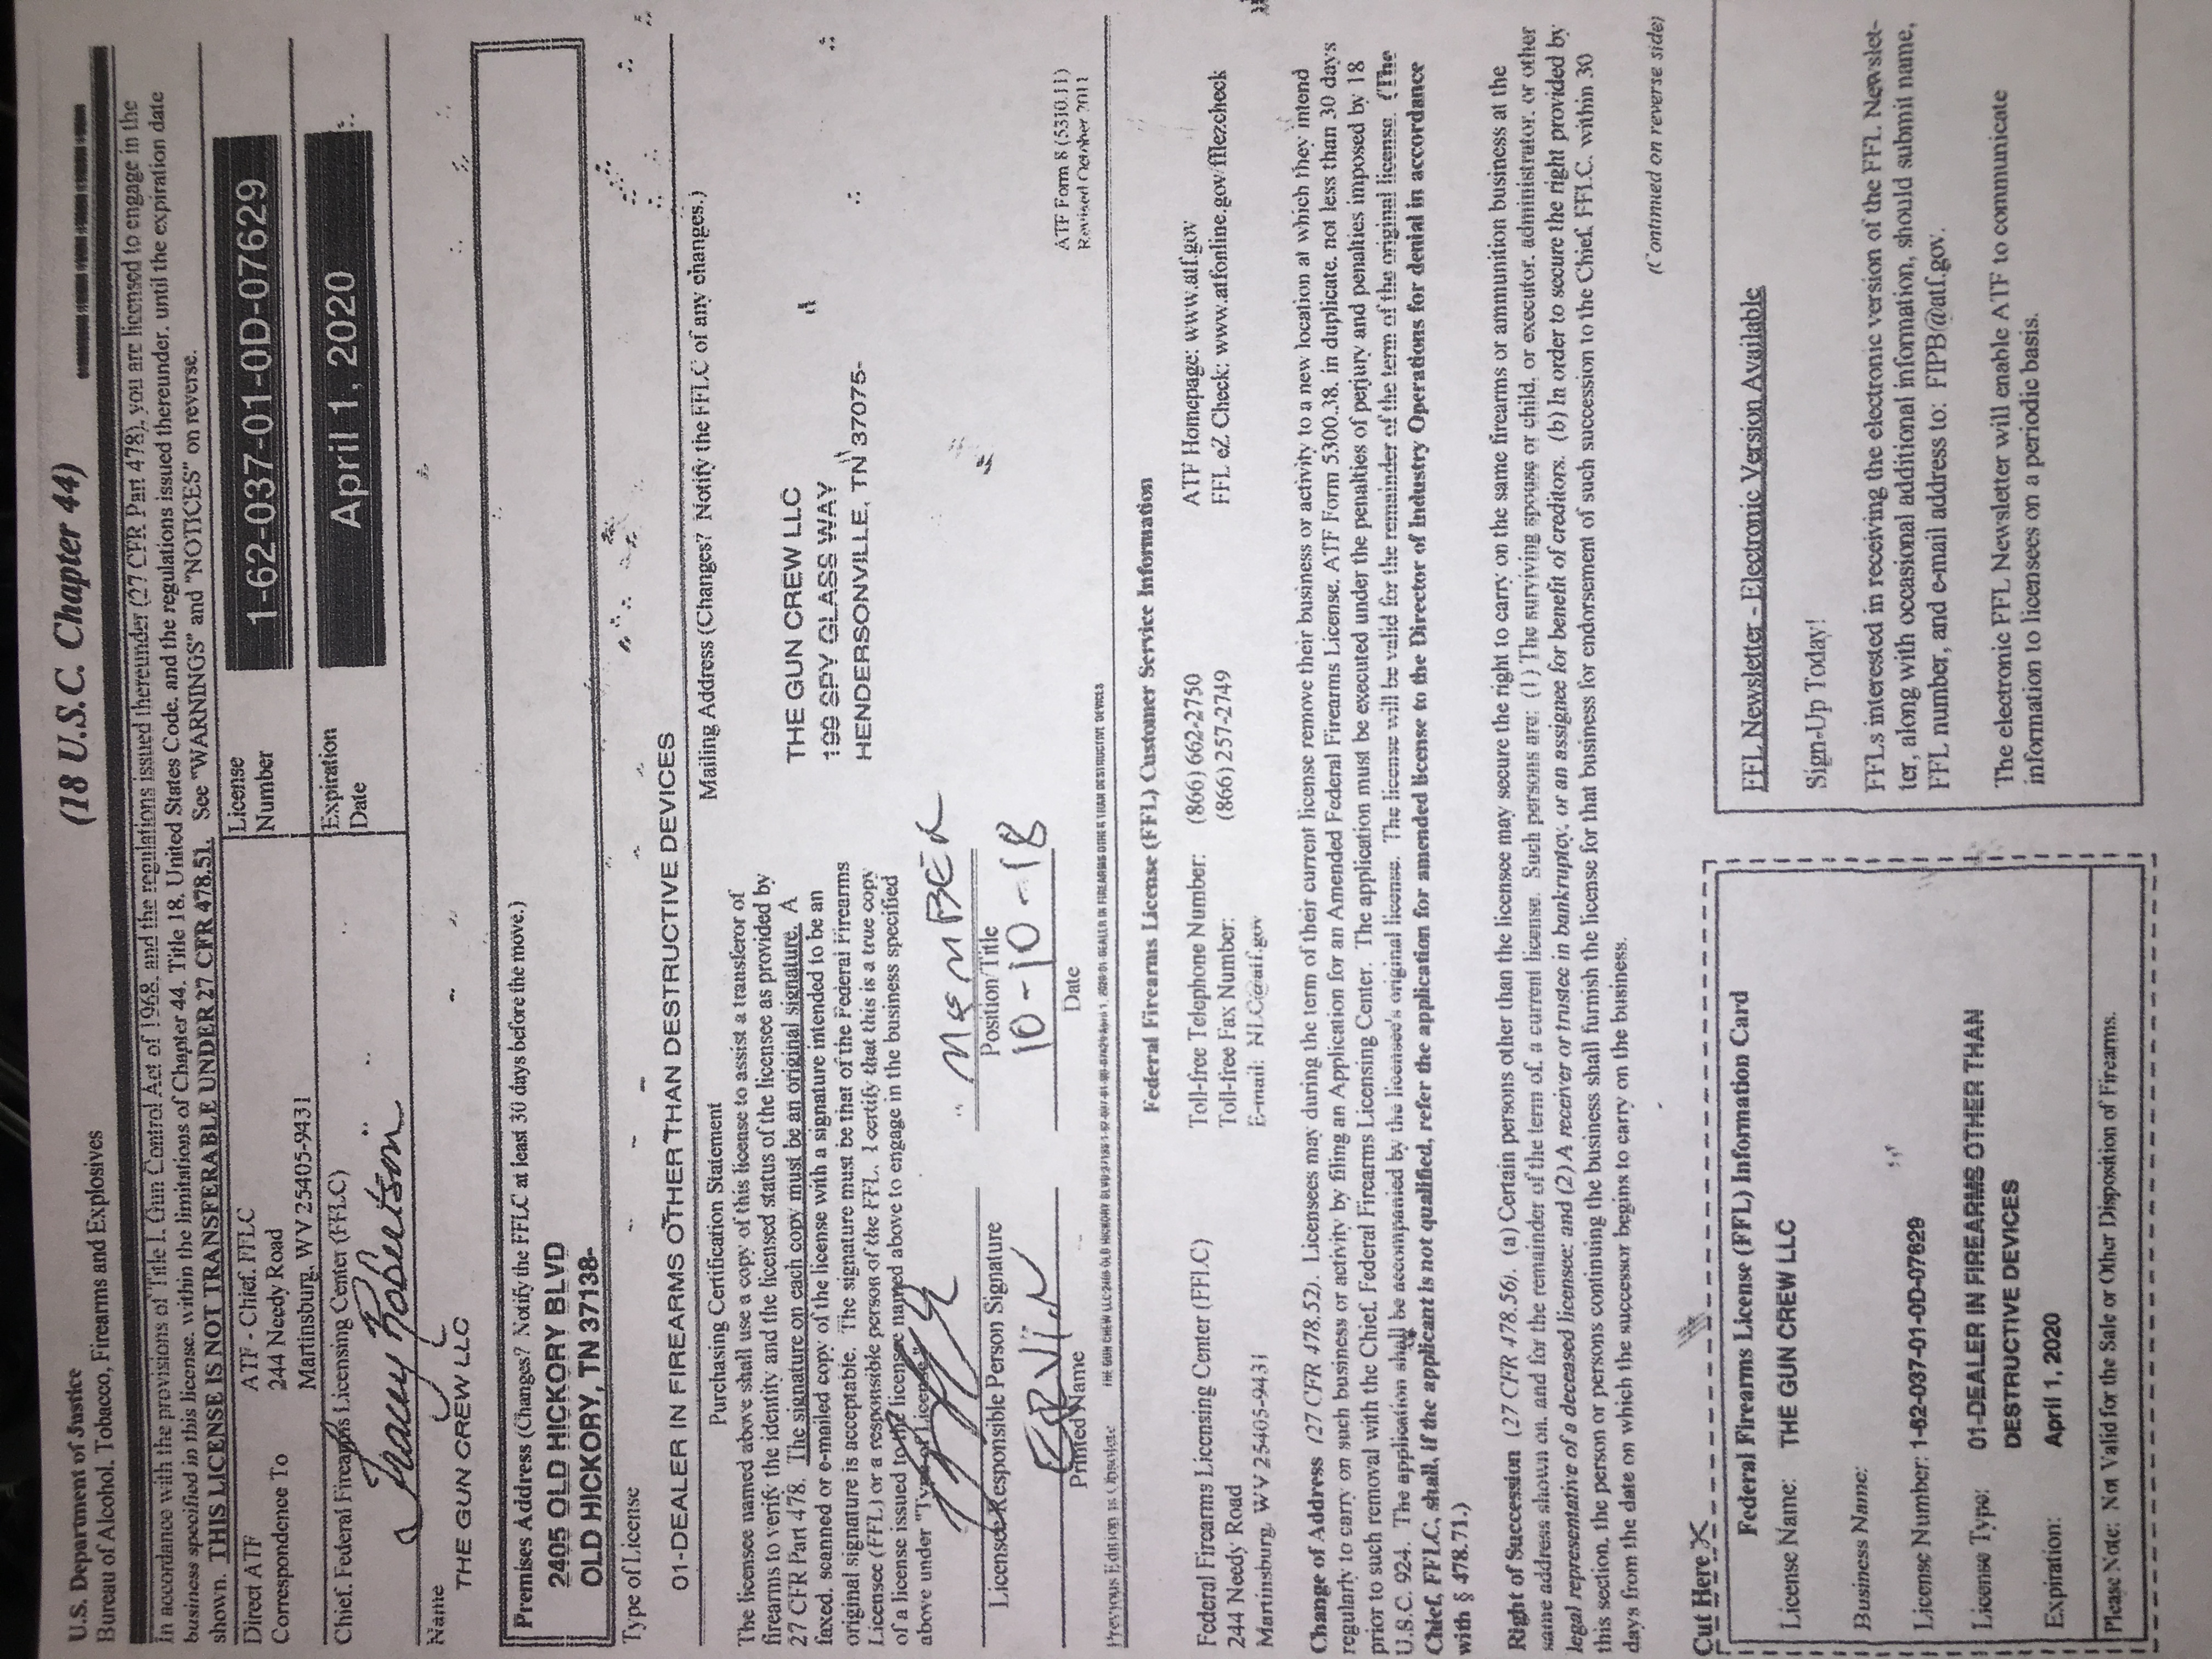 U.S. Department of Justice
Bureau of Alcohol, Tobacco, Firearms and Explosives
(18 U.S.C. Chapter 44)
In accordance with the provisions of Title I, Gun Control Act of 1968, and the regulations issued thereunder (27 CFR Part 478), you are licensed to engage in the
business specified in this license, within the limitations of Chapter 44, Title 18, United States Code, and the regulations issued thereunder, until the expiration date
shown. THIS LICENSE IS NOT TRANSFERABLE UNDER 27 CFR 478.51. See "WARNINGS" and "NOTICES" on reverse.
Direct ATF
Correspondence To
ATF - Chief, FFLC
244 Needy Road
Martinsburg, WV 25405-9431
License
Number
1-62-037-01-0D-07629
Chief, Federal Firearms Licensing Center (FFLC)
Tracey Robertson
Expiration
Date
April 1, 2020
Name
THE GUN CREW LLC
Premises Address (Changes? Notify the FFLC at least 30 days before the move.)
2405 OLD HICKORY BLVD
OLD HICKORY, TN 37138-
Type of License
01-DEALER IN FIREARMS OTHER THAN DESTRUCTIVE DEVICES
Purchasing Certification Statement
The licensee named above shall use a copy of this license to assist a transferor of
firearms to verify the identity and the licensed status of the licensee as provided by
27 CFR Part 478. The signature on each copy must be an original signature. A
faxed, scanned or e-mailed copy of the license with a signature intended to be an
original signature is acceptable. The signature must be that of the Federal Firearms
Licensee (FFL) or a responsible person of the FFL. I certify that this is a true copy
of a license issued to the licensee named above to engage in the business specified
above under "Type of License."
Mailing Address (Changes? Notify the FFLC of any changes.)
THE GUN CREW LLC
199 SPY GLASS WAY
HENDERSONVILLE, TN 37075-
MEMBER
Licensee/Responsible Person Signature
Position/Title
ERVIN
10-10-18
Printed Name
Date
ATF Form 8 (5310.11)
Revised October 2011
Previous Edition is Obsolete
THE GUN CREW LLC:2405 OLD HICKORY BLVD:37138:1-62-037-01-0D-07629:April 1, 2020:01-DEALER IN FIREARMS OTHER THAN DESTRUCTIVE DEVICES
Federal Firearms License (FFL) Customer Service Information
Federal Firearms Licensing Center (FFLC)
244 Needy Road
Martinsburg, WV 25405-9431
Toll-free Telephone Number: (866) 662-2750
Toll-free Fax Number: (866) 257-2749
E-mail: NLC@atf.gov
ATF Homepage: www.atf.gov
FFL eZ Check: www.atfonline.gov/fflezcheck
Change of Address (27 CFR 478.52). Licensees may during the term of their current license remove their business or activity to a new location at which they intend
regularly to carry on such business or activity by filing an Application for an Amended Federal Firearms License, ATF Form 5300.38, in duplicate, not less than 30 days
prior to such removal with the Chief, Federal Firearms Licensing Center. The application must be executed under the penalties of perjury and penalties imposed by 18
U.S.C. 924. The application shall be accompanied by the licensee's original license. The license will be valid for the remainder of the term of the original license. (The
Chief, FFLC, shall, if the applicant is not qualified, refer the application for amended license to the Director of Industry Operations for denial in accordance
with § 478.71.)
Right of Succession (27 CFR 478.56). (a) Certain persons other than the licensee may secure the right to carry on the same firearms or ammunition business at the
same address shown on, and for the remainder of the term of, a current license. Such persons are: (1) The surviving spouse or child, or executor, administrator, or other
legal representative of a deceased licensee; and (2) A receiver or trustee in bankruptcy, or an assignee for benefit of creditors. (b) In order to secure the right provided by
this section, the person or persons continuing the business shall furnish the license for that business for endorsement of such succession to the Chief, FFLC, within 30
days from the date on which the successor begins to carry on the business.
(Continued on reverse side)
Cut Here
Federal Firearms License (FFL) Information Card
License Name: THE GUN CREW LLC
Business Name:
License Number: 1-62-037-01-0D-07629
License Type: 01-DEALER IN FIREARMS OTHER THAN
DESTRUCTIVE DEVICES
Expiration: April 1, 2020
Please Note: Not Valid for the Sale or Other Disposition of Firearms.
FFL Newsletter - Electronic Version Available
Sign-Up Today!
FFLs interested in receiving the electronic version of the FFL Newslet-
ter, along with occasional additional information, should submit name,
FFL number, and e-mail address to: FIPB@atf.gov.
The electronic FFL Newsletter will enable ATF to communicate
information to licensees on a periodic basis.